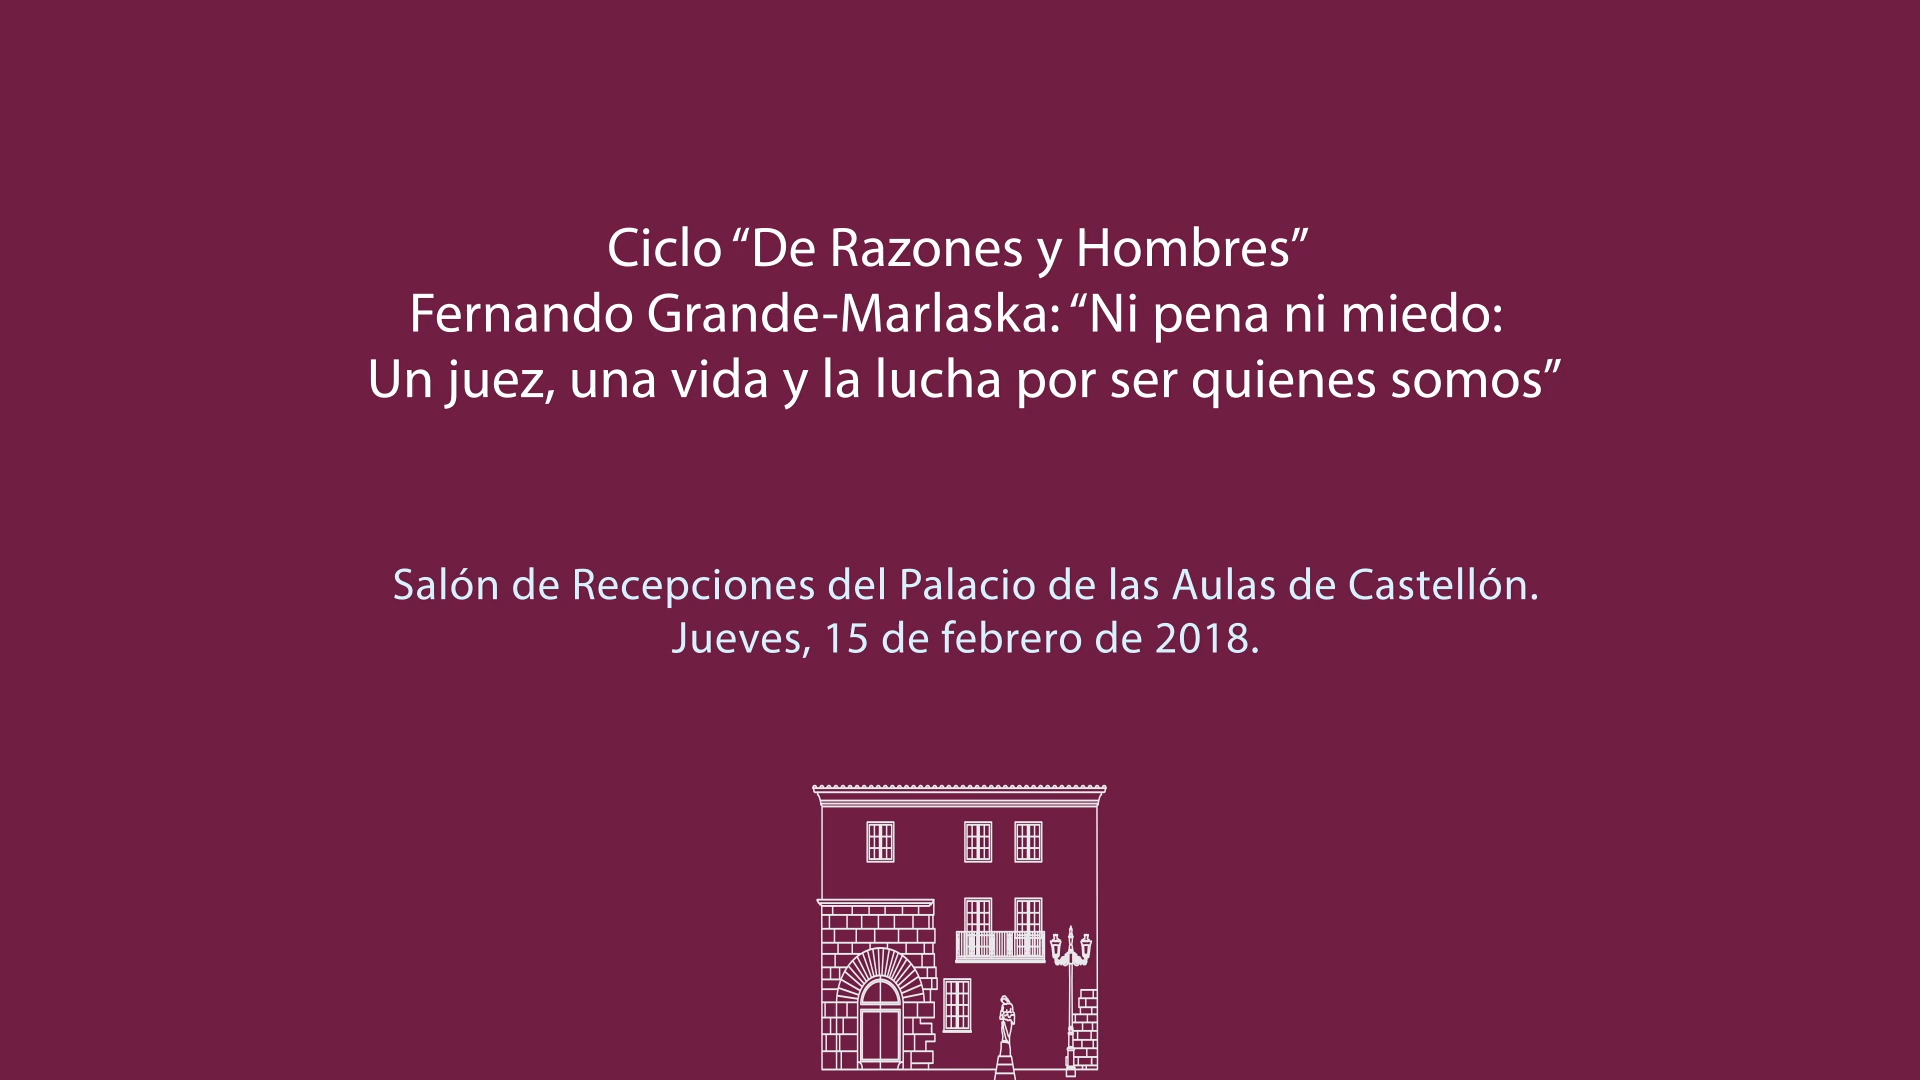 Ciclo “De Razones y Hombres”
Fernando Grande-Marlaska: “Ni pena ni miedo:
Un juez, una vida y la lucha por ser quienes somos”
Salón de Recepciones del Palacio de las Aulas de Castellón.
Jueves, 15 de febrero de 2018.